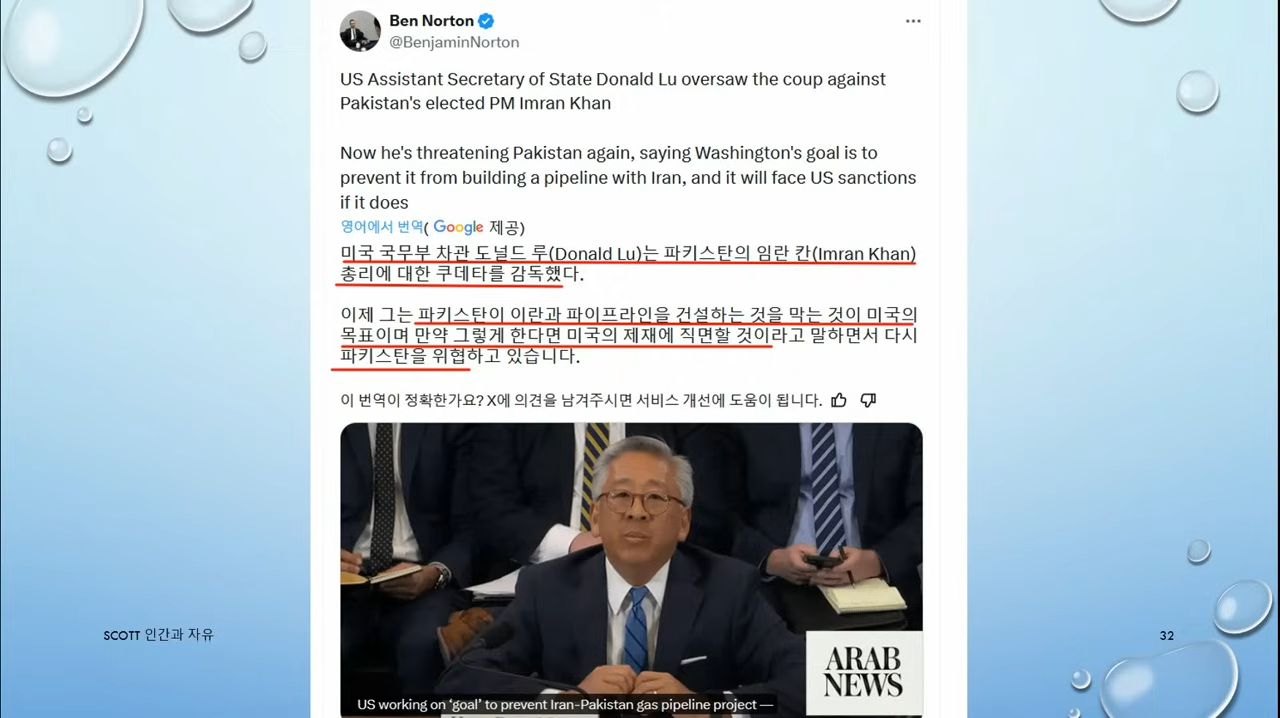 Ben Norton
@BenjaminNorton
US Assistant Secretary of State Donald Lu oversaw the coup against
Pakistan's elected PM Imran Khan
Now he's threatening Pakistan again, saying Washington's goal is to
prevent it from building a pipeline with Iran, and it will face US sanctions
if it does
영어에서 번역( Google 제공)
미국 국무부 차관 도널드 루(Donald Lu)는 파키스탄의 임란 칸(Imran Khan)
총리에 대한 쿠데타를 감독했다.
이제 그는 파키스탄이 이란과 파이프라인을 건설하는 것을 막는 것이 미국의
목표이며 만약 그렇게 한다면 미국의 제재에 직면할 것이라고 말하면서 다시
파키스탄을 위협하고 있습니다.
이 번역이 정확한가요? X에 의견을 남겨주시면 서비스 개선에 도움이 됩니다.
ARAB
NEWS
US working on ‘goal’ to prevent Iran-Pakistan gas pipeline project —
SCOTT 인간과 자유
32